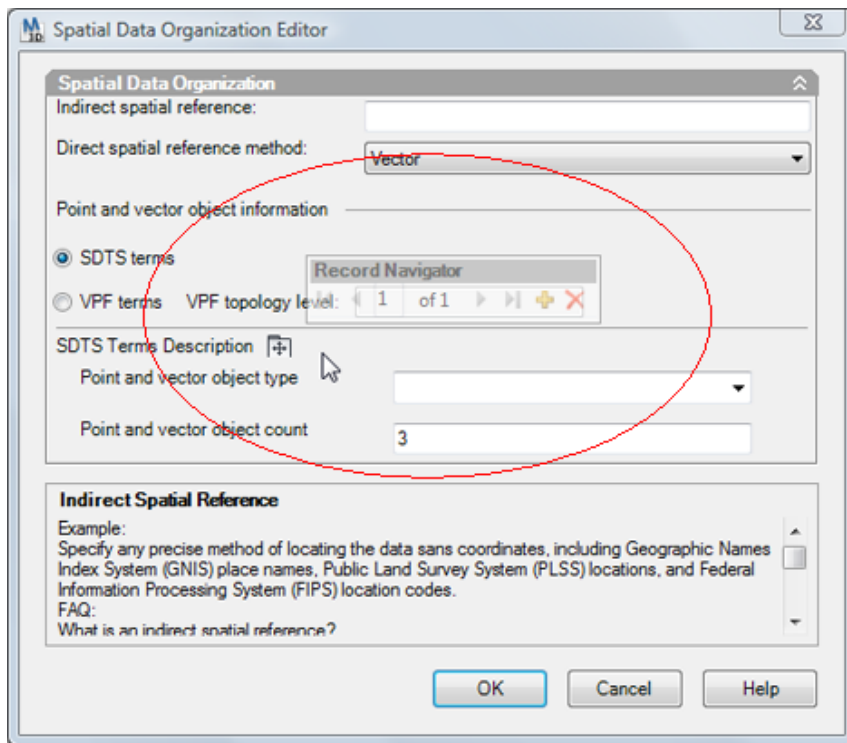 Spatial Data Organization Editor
Spatial Data Organization
Indirect spatial reference:
Direct spatial reference method: Vector
Point and vector object information
SDTS terms
Record Navigator
VPF terms VPF topology level: 1 of 1
SDTS Terms Description
Point and vector object type
Point and vector object count 3
Indirect Spatial Reference
Example:
Specify any precise method of locating the data sans coordinates, including Geographic Names
Index System (GNIS) place names, Public Land Survey System (PLSS) locations, and Federal
Information Processing System (FIPS) location codes.
FAQ:
What is an indirect spatial reference?
OK Cancel Help